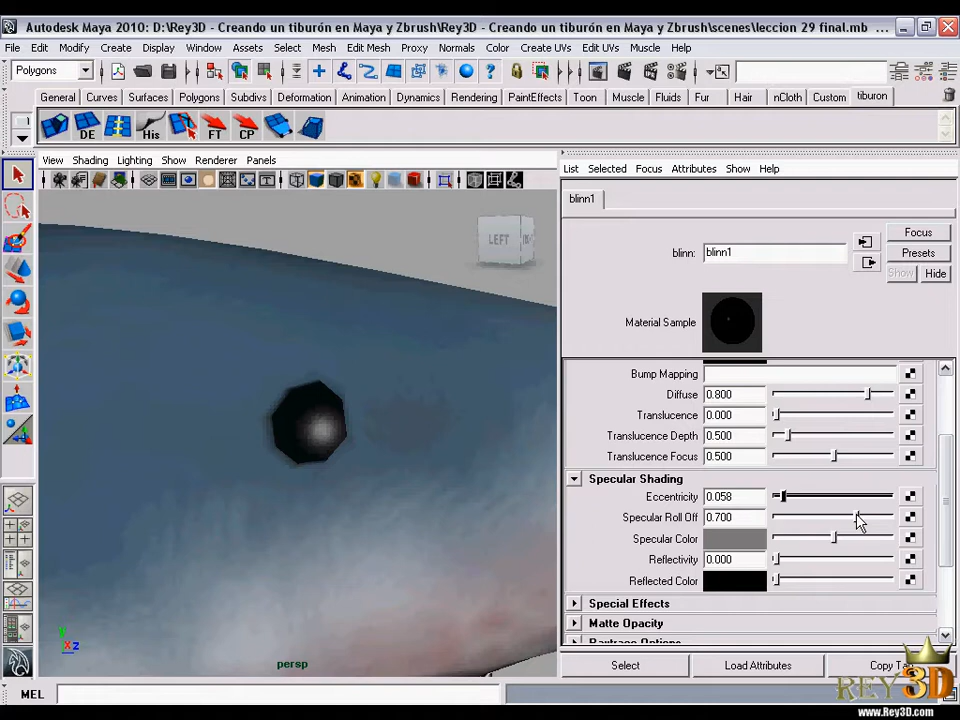 Autodesk Maya 2010: D:\Rey3D - Creando un tiburón en Maya y Zbrush\Rey3D - Creando un tiburón en Maya y Zbrush\scenes\leccion 29 final.mb ...
File Edit Modify Create Display Window Assets Select Mesh Edit Mesh Proxy Normals Color Create UVs Edit UVs Muscle Help
Polygons
General Curves Surfaces Polygons Subdivs Deformation Animation Dynamics Rendering PaintEffects Toon Muscle Fluids Fur Hair nCloth Custom tiburon
DE His FT CP
View Shading Lighting Show Renderer Panels
List Selected Focus Attributes Show Help
blinn1
Focus
blinn: blinn1
Presets
Show Hide
LEFT
Material Sample
Bump Mapping
Diffuse 0.800
Translucence 0.000
Translucence Depth 0.500
Translucence Focus 0.500
Specular Shading
Eccentricity 0.058
Specular Roll Off 0.700
Specular Color
Reflectivity 0.000
Reflected Color
Special Effects
Matte Opacity
Raytrace Options
y
x z
persp
Select Load Attributes Copy Ta
REY3D
MEL
www.Rey3D.com